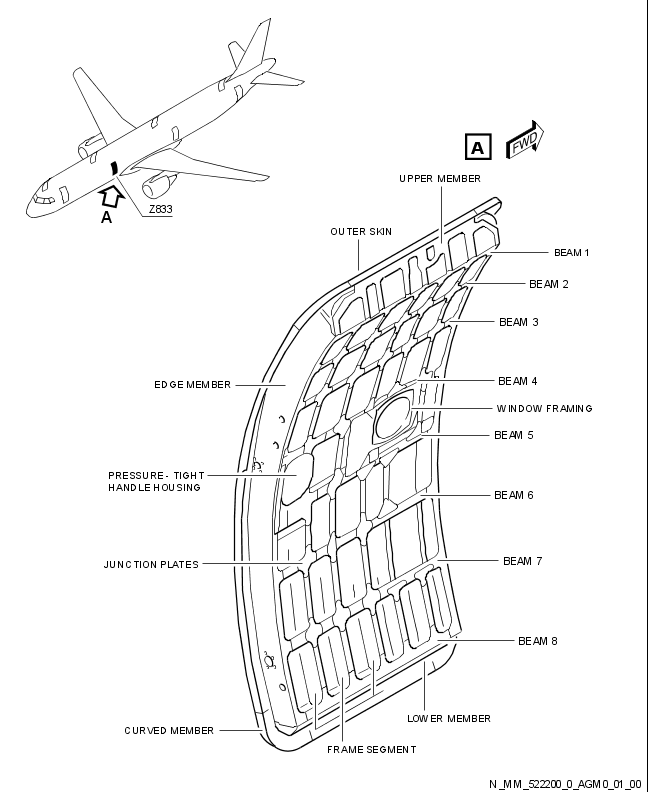 A
FWD
UPPER MEMBER
Z833
A
OUTER SKIN
BEAM 1
BEAM 2
BEAM 3
BEAM 4
EDGE MEMBER
WINDOW FRAMING
BEAM 5
PRESSURE - TIGHT
HANDLE HOUSING
BEAM 6
JUNCTION PLATES
BEAM 7
BEAM 8
LOWER MEMBER
CURVED MEMBER
FRAME SEGMENT
N_MM_522200_0_AGM0_01_00